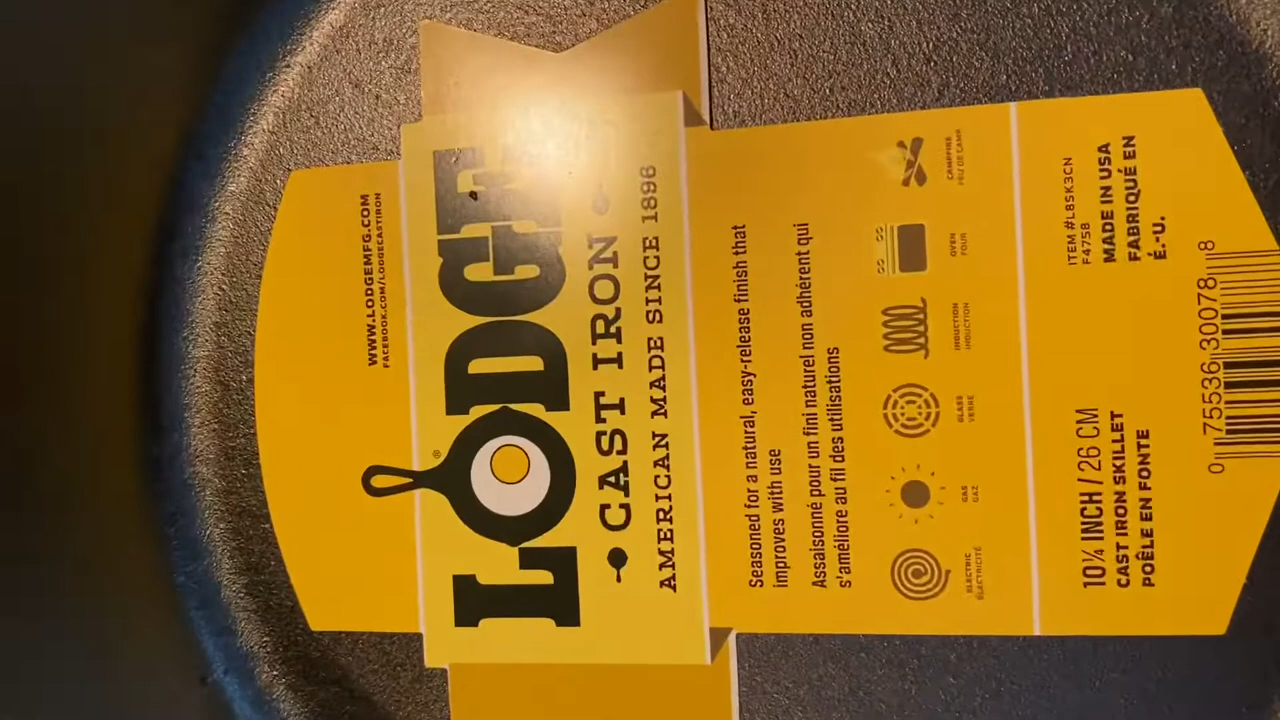 WWW.LODGEMFG.COM
FACEBOOK.COM/LODGECASTIRON
LODGE
®
CAST IRON
AMERICAN MADE SINCE 1896
Seasoned for a natural, easy-release finish that
improves with use
Assaisonné pour un fini naturel non adhérent qui
s'améliore au fil des utilisations
ELECTRIC
ÉLECTRICITÉ
GAS
GAZ
GLASS
VERRE
INDUCTION
INDUCTION
OVEN
FOUR
CAMPFIRE
FEU DE CAMP
10¼ INCH / 26 CM
CAST IRON SKILLET
POÊLE EN FONTE
ITEM #L8SK3CN
F475B
MADE IN USA
FABRIQUÉ EN
É.-U.
0 75536 30078 8